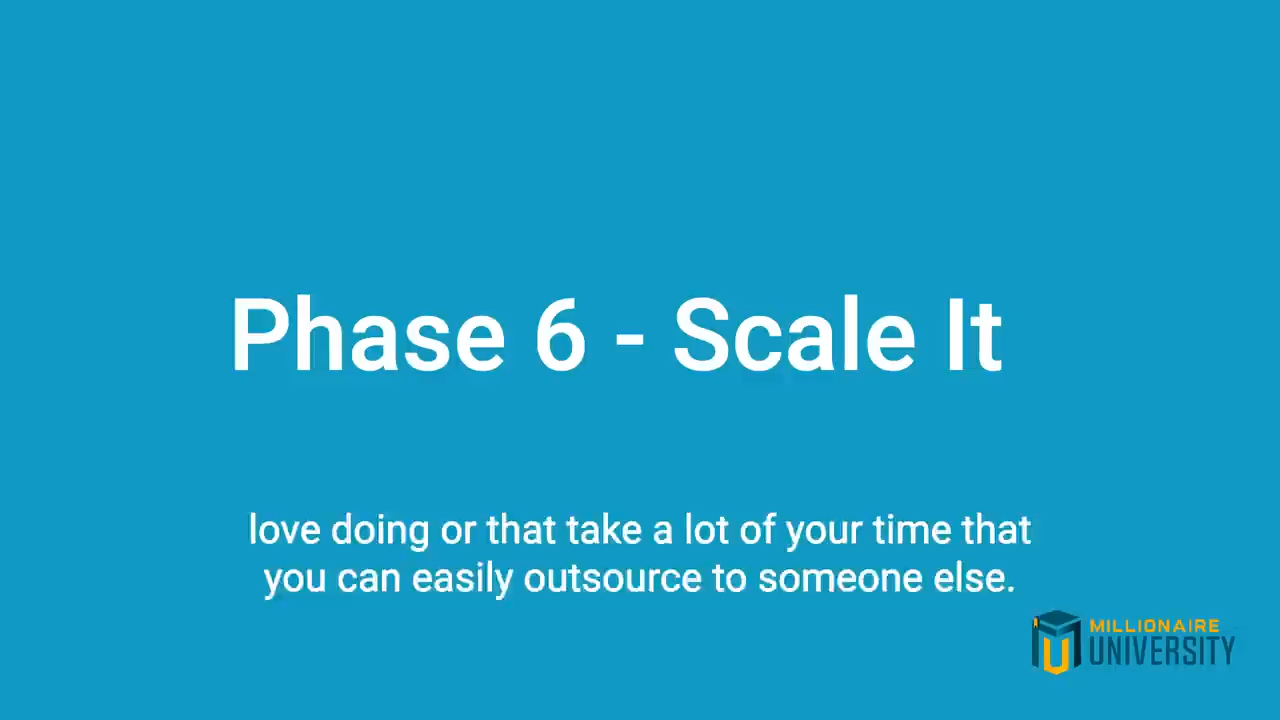 Phase 6 - Scale It
love doing or that take a lot of your time that
you can easily outsource to someone else.
MILLIONAIRE
UNIVERSITY